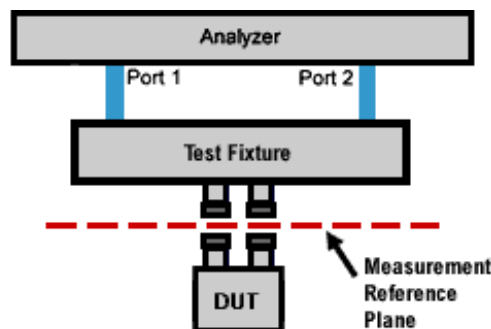 Analyzer
Port 1
Port 2
Test Fixture
DUT
Measurement
Reference
Plane